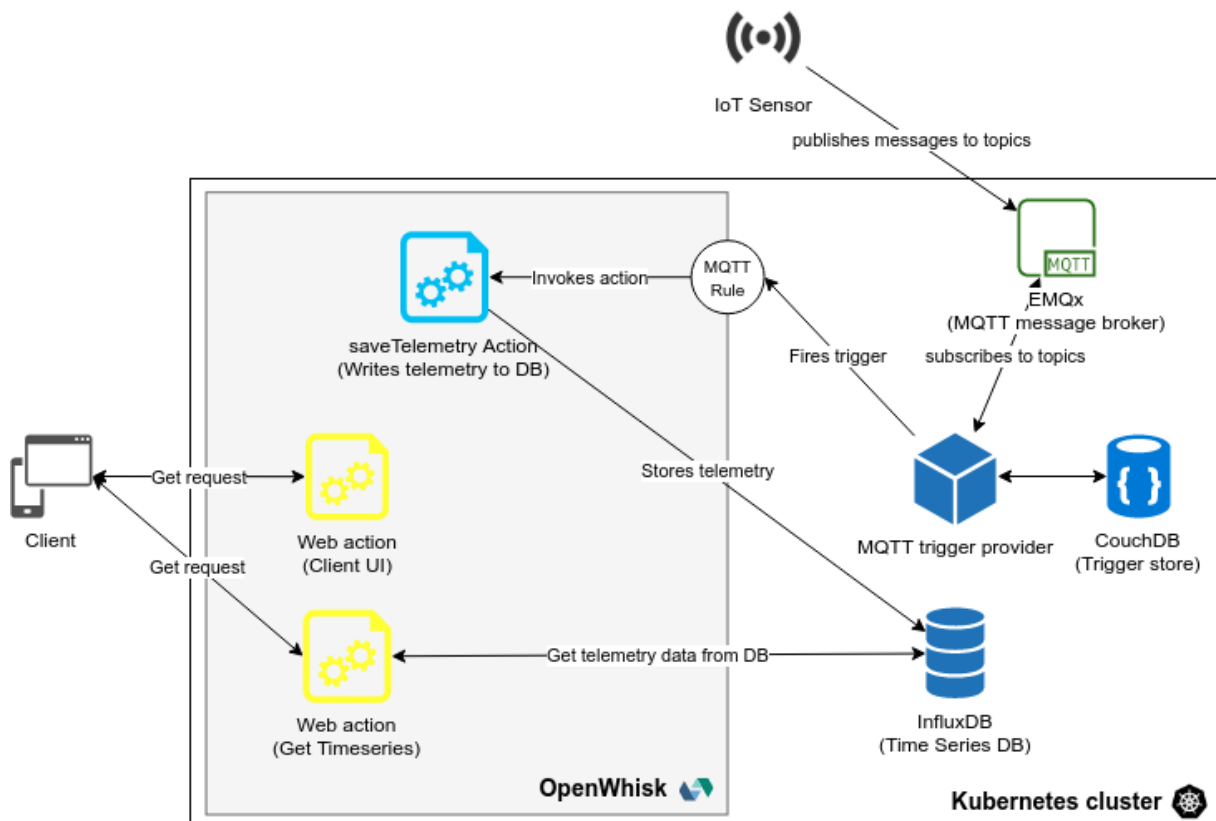 IoT Sensor
publishes messages to topics
MQTT
EMQx
(MQTT message broker)
MQTT
Rule
Invokes action
saveTelemetry Action
(Writes telemetry to DB)
Fires trigger
subscribes to topics
Get request
Stores telemetry
Client
Web action
(Client UI)
MQTT trigger provider
CouchDB
(Trigger store)
Get request
Get telemetry data from DB
Web action
(Get Timeseries)
InfluxDB
(Time Series DB)
OpenWhisk
Kubernetes cluster